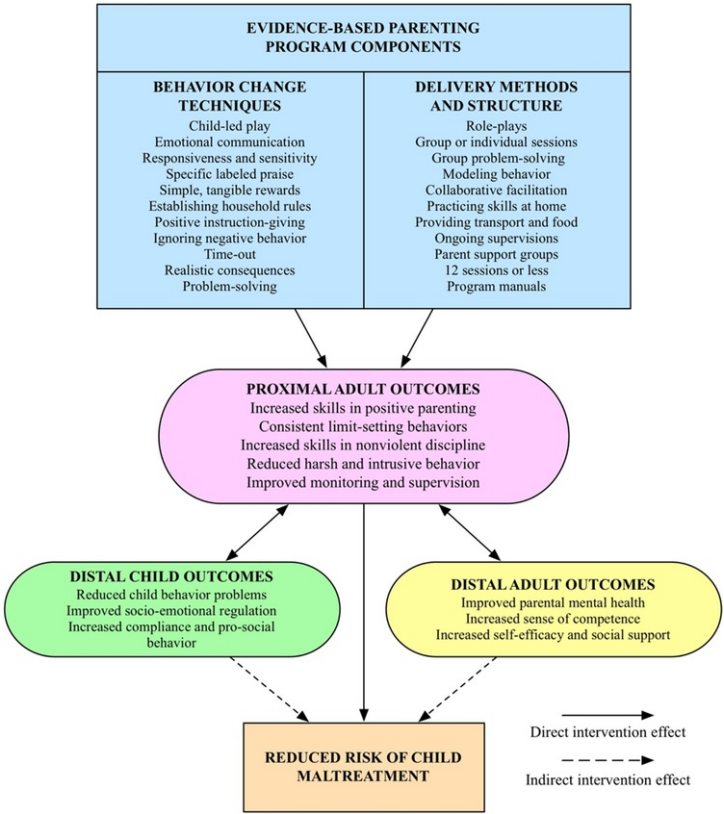 EVIDENCE-BASED PARENTING
PROGRAM COMPONENTS
BEHAVIOR CHANGE
TECHNIQUES
Child-led play
Emotional communication
Responsiveness and sensitivity
Specific labeled praise
Simple, tangible rewards
Establishing household rules
Positive instruction-giving
Ignoring negative behavior
Time-out
Realistic consequences
Problem-solving
DELIVERY METHODS
AND STRUCTURE
Role-plays
Group or individual sessions
Group problem-solving
Modeling behavior
Collaborative facilitation
Practicing skills at home
Providing transport and food
Ongoing supervisions
Parent support groups
12 sessions or less
Program manuals
PROXIMAL ADULT OUTCOMES
Increased skills in positive parenting
Consistent limit-setting behaviors
Increased skills in nonviolent discipline
Reduced harsh and intrusive behavior
Improved monitoring and supervision
DISTAL CHILD OUTCOMES
Reduced child behavior problems
Improved socio-emotional regulation
Increased compliance and pro-social
behavior
DISTAL ADULT OUTCOMES
Improved parental mental health
Increased sense of competence
Increased self-efficacy and social support
REDUCED RISK OF CHILD
MALTREATMENT
Direct intervention effect
Indirect intervention effect